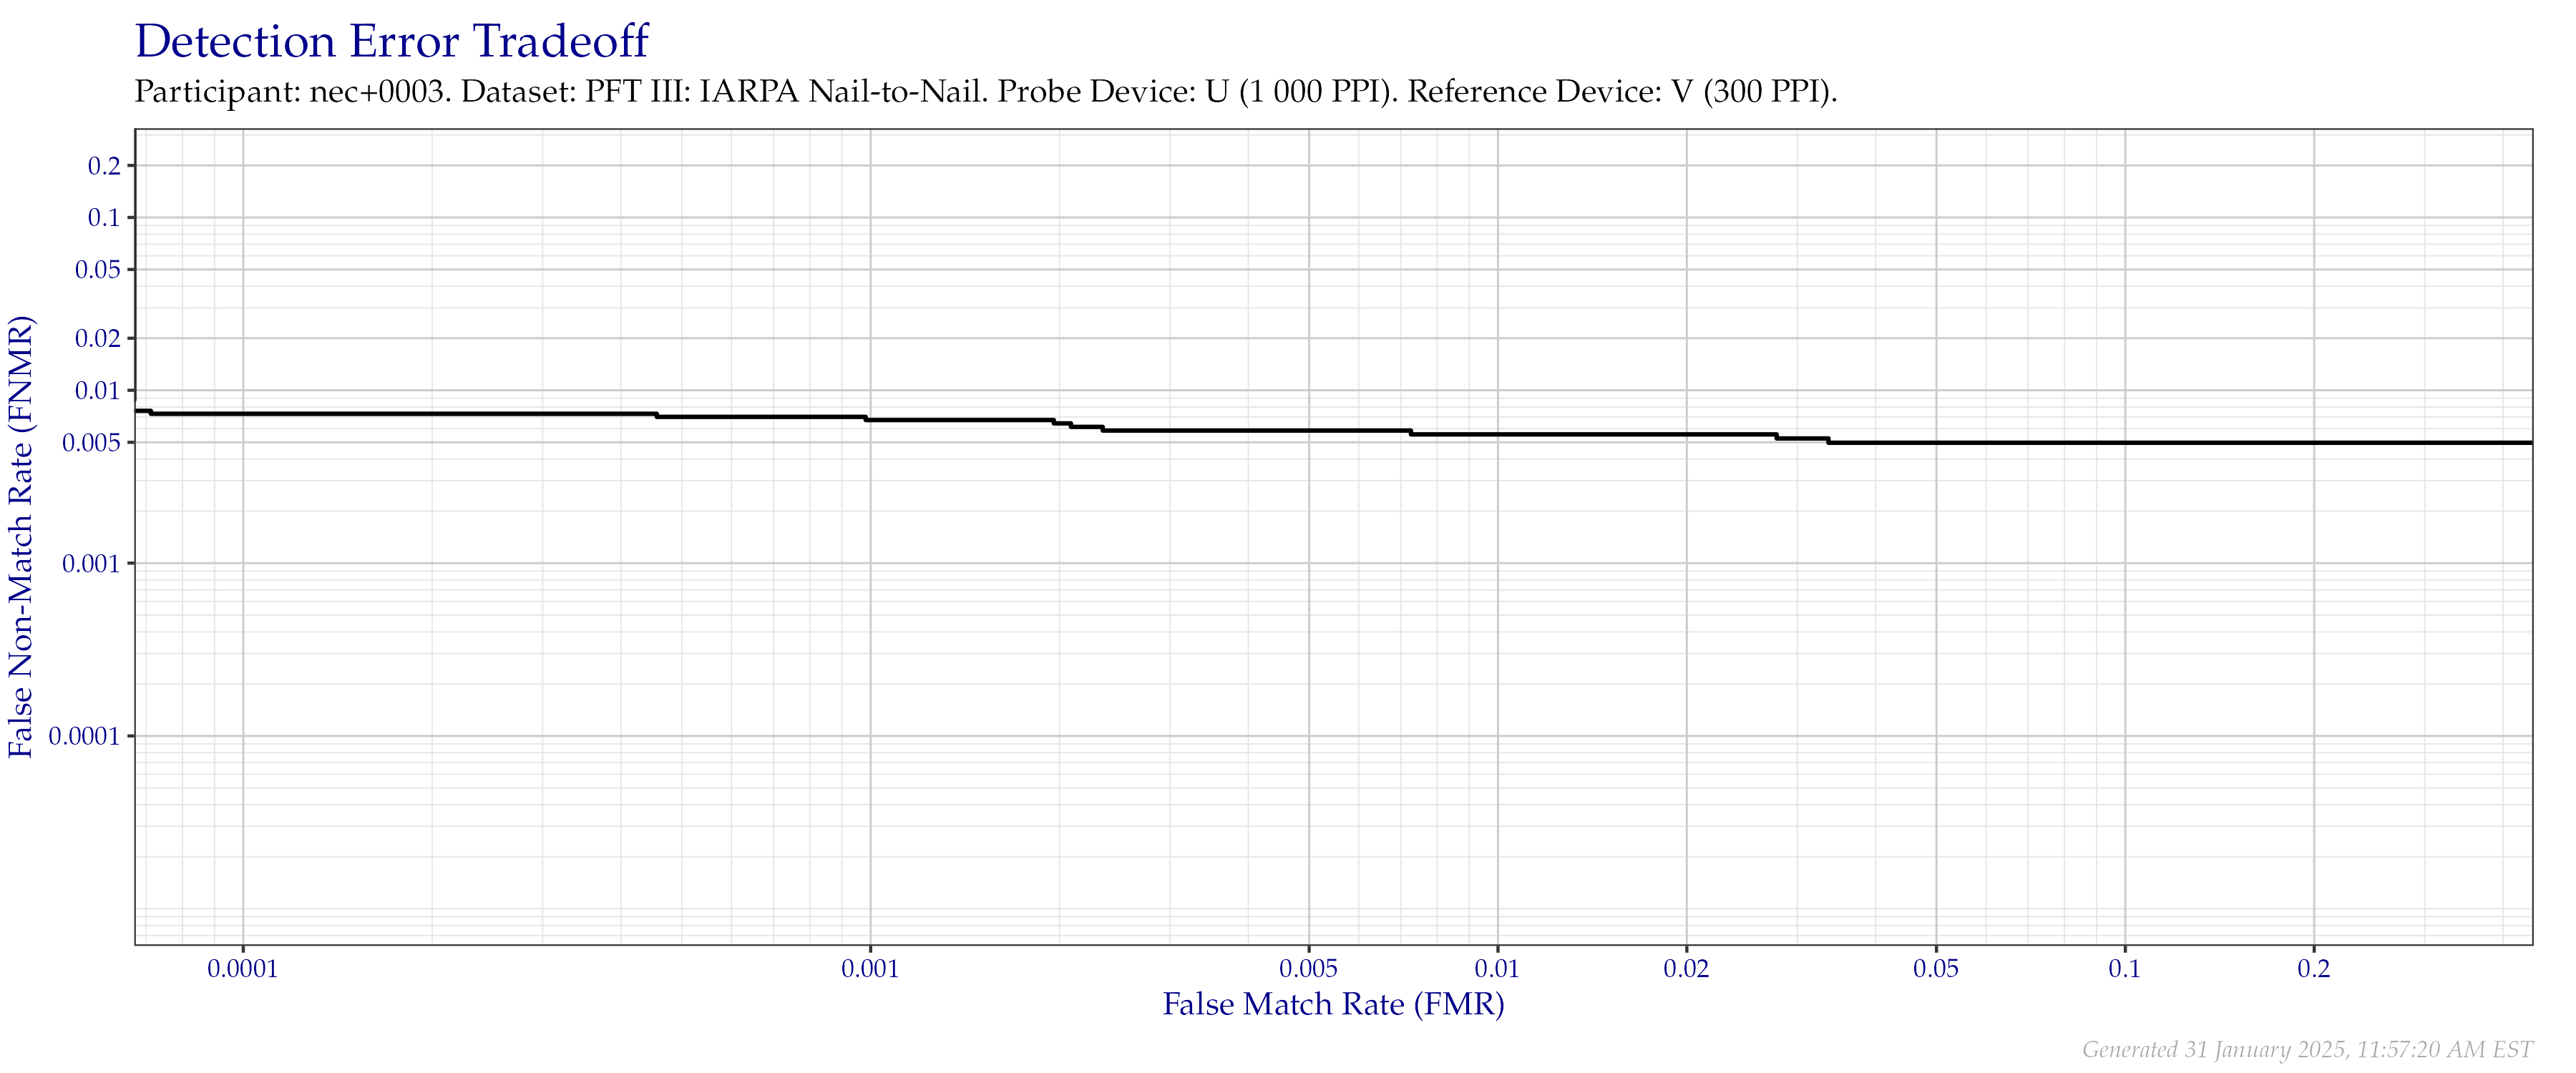 Detection Error Tradeoff
Participant: nec+0003. Dataset: PFT III: IARPA Nail-to-Nail. Probe Device: U (1 000 PPI). Reference Device: V (300 PPI).
False Non-Match Rate (FNMR)
0.2
0.1
0.05
0.02
0.01
0.005
0.001
0.0001
0.0001 0.001 0.005 0.01 0.02 0.05 0.1 0.2
False Match Rate (FMR)
Generated 31 January 2025, 11:57:20 AM EST